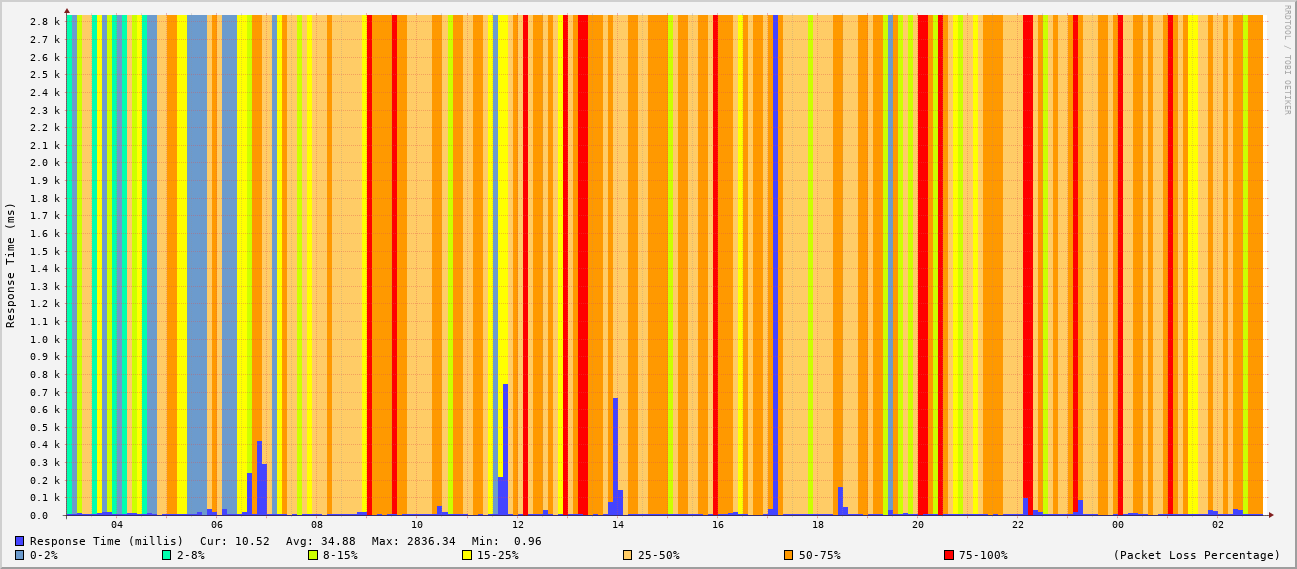 RRDTOOL / TOBI OETIKER
Response Time (ms)
2.8 k
2.7 k
2.6 k
2.5 k
2.4 k
2.3 k
2.2 k
2.1 k
2.0 k
1.9 k
1.8 k
1.7 k
1.6 k
1.5 k
1.4 k
1.3 k
1.2 k
1.1 k
1.0 k
0.9 k
0.8 k
0.7 k
0.6 k
0.5 k
0.4 k
0.3 k
0.2 k
0.1 k
0.0
04 06 08 10 12 14 16 18 20 22 00 02
Response Time (millis) Cur: 10.52 Avg: 34.88 Max: 2836.34 Min: 0.96
0-2% 2-8% 8-15% 15-25% 25-50% 50-75% 75-100% (Packet Loss Percentage)